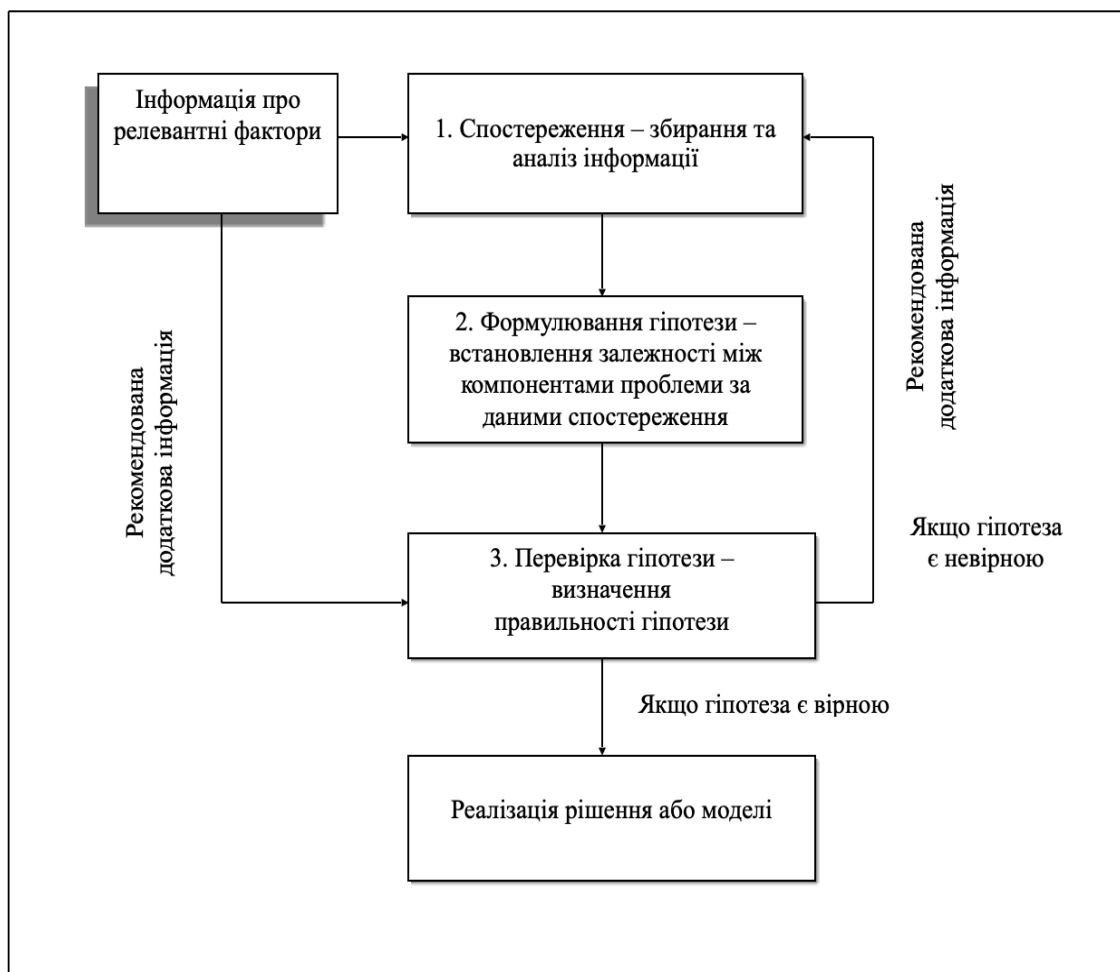 Інформація про
релевантні фактори
1. Спостереження – збирання та
аналіз інформації
Рекомендована
додаткова інформація
2. Формулювання гіпотези –
встановлення залежності між
компонентами проблеми за
даними спостереження
Рекомендована
додаткова інформація
Якщо гіпотеза
є невірною
3. Перевірка гіпотези –
визначення
правильності гіпотези
Якщо гіпотеза є вірною
Реалізація рішення або моделі